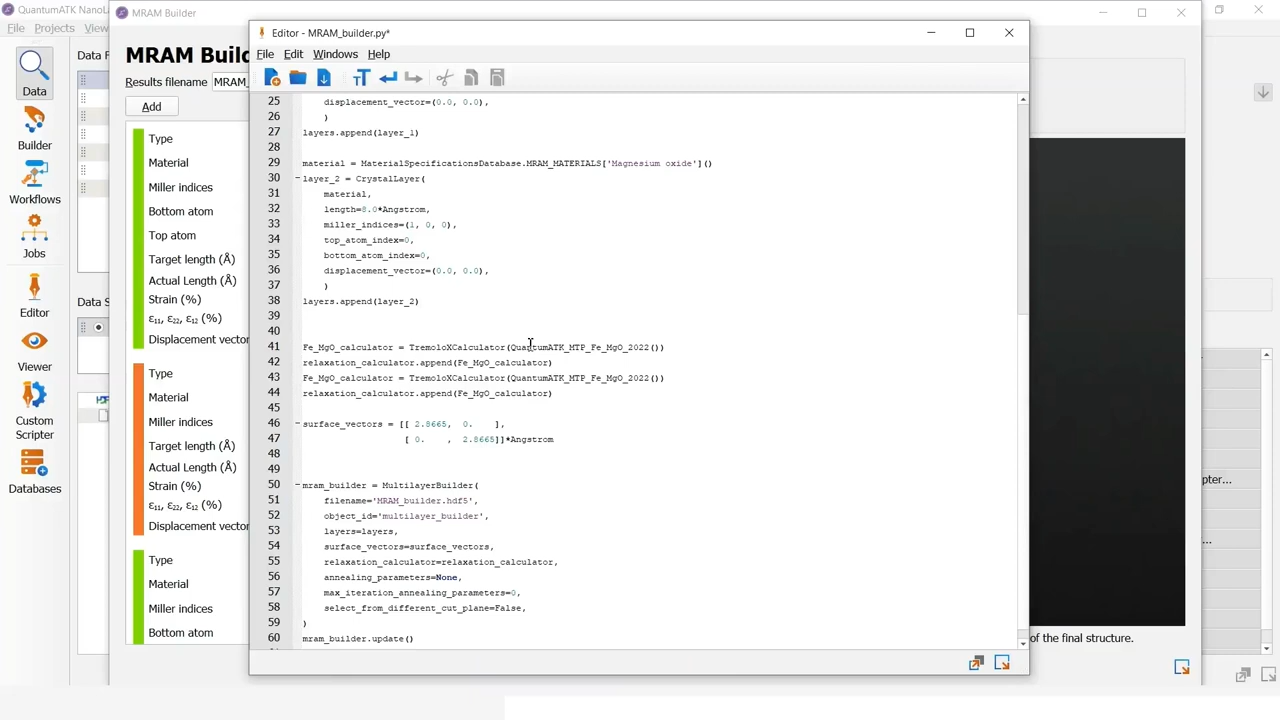 QuantumATK NanoL
File Projects View
MRAM Builder
Data
Builder
Workflows
Jobs
Editor
Viewer
Custom
Scripter
Databases
Data F
Data S
MRAM Build
Results filename MRAM_
Add
Type
Material
Miller indices
Bottom atom
Top atom
Target length (Å)
Actual Length (Å)
Strain (%)
ε₁₁, ε₂₂, ε₁₂ (%)
Displacement vector
Type
Material
Miller indices
Target length (Å)
Actual Length (Å)
Strain (%)
ε₁₁, ε₂₂, ε₁₂ (%)
Displacement vector
Type
Material
Miller indices
Bottom atom
Editor - MRAM_builder.py*
File Edit Windows Help
25 displacement_vector=(0.0, 0.0),
26 )
27 layers.append(layer_1)
28
29 material = MaterialSpecificationsDatabase.MRAM_MATERIALS['Magnesium oxide']()
30 layer_2 = CrystalLayer(
31 material,
32 length=8.0*Angstrom,
33 miller_indices=(1, 0, 0),
34 top_atom_index=0,
35 bottom_atom_index=0,
36 displacement_vector=(0.0, 0.0),
37 )
38 layers.append(layer_2)
39
40
41 Fe_MgO_calculator = TremoloXCalculator(QuantumATK_MTP_Fe_MgO_2022())
42 relaxation_calculator.append(Fe_MgO_calculator)
43 Fe_MgO_calculator = TremoloXCalculator(QuantumATK_MTP_Fe_MgO_2022())
44 relaxation_calculator.append(Fe_MgO_calculator)
45
46 surface_vectors = [[ 2.8665, 0. ],
47 [ 0. , 2.8665]]*Angstrom
48
49
50 mram_builder = MultilayerBuilder(
51 filename='MRAM_builder.hdf5',
52 object_id='multilayer_builder',
53 layers=layers,
54 surface_vectors=surface_vectors,
55 relaxation_calculator=relaxation_calculator,
56 annealing_parameters=None,
57 max_iteration_annealing_parameters=0,
58 select_from_different_cut_plane=False,
59 )
60 mram_builder.update()
pter...
...
of the final structure.